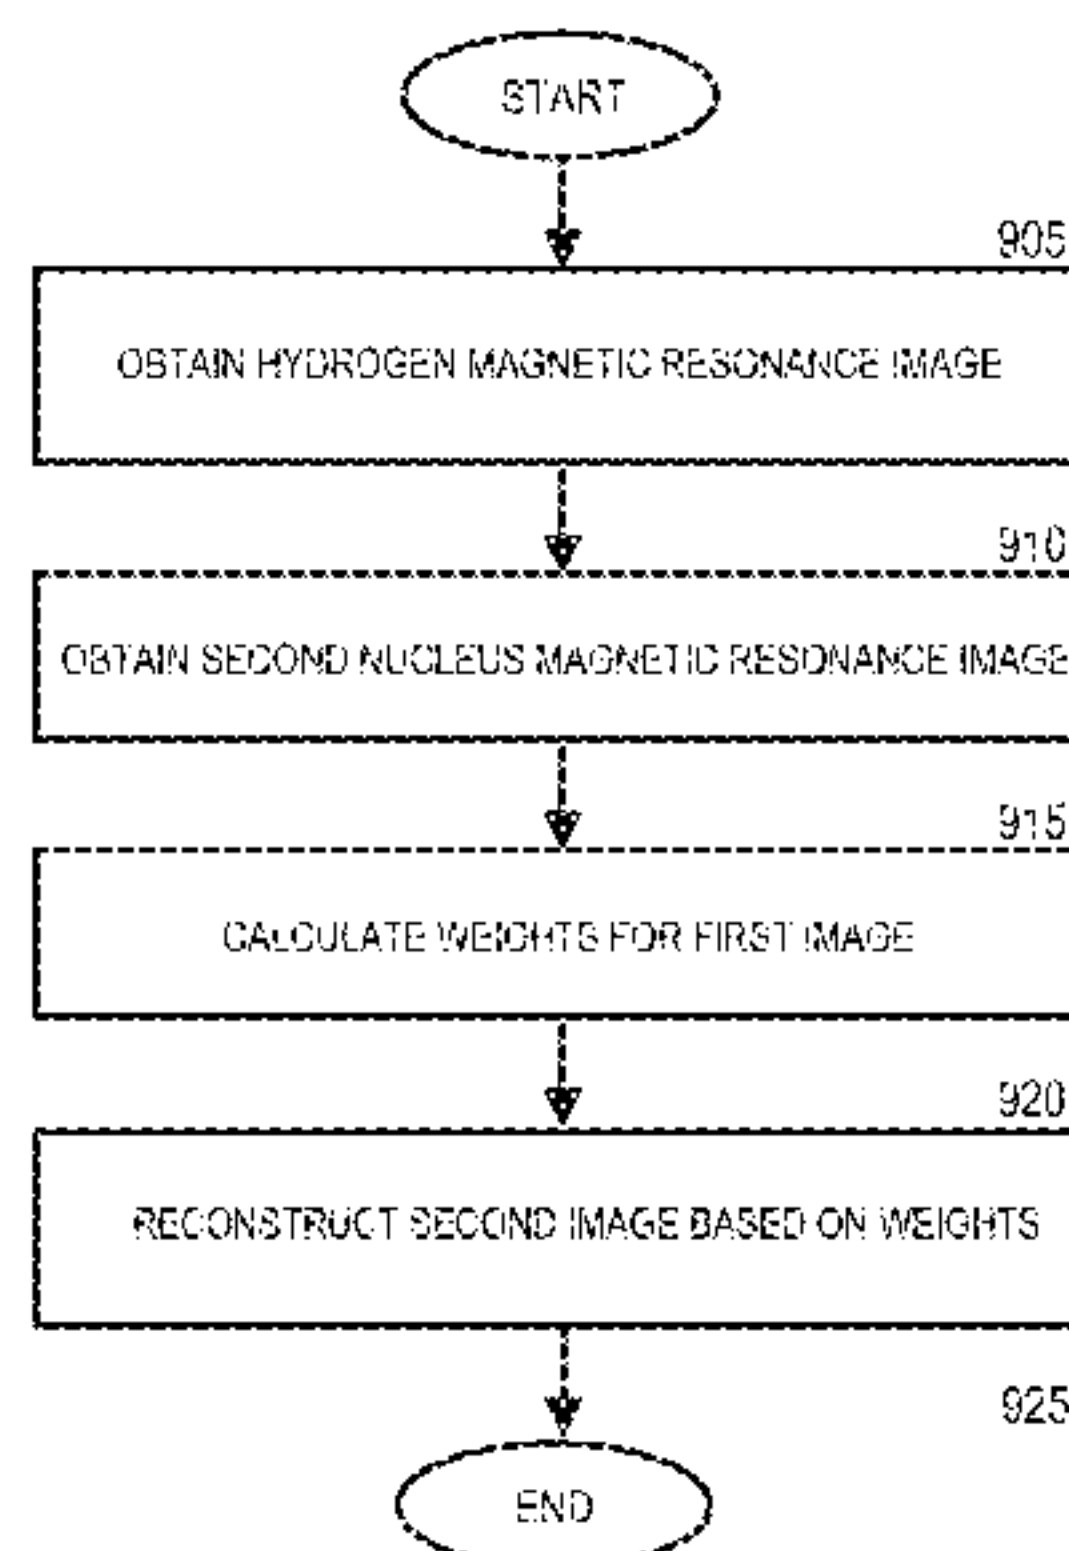 START
905
OBTAIN HYDROGEN MAGNETIC RESONANCE IMAGE
910
OBTAIN SECOND NUCLEUS MAGNETIC RESONANCE IMAGE
915
CALCULATE WEIGHTS FOR FIRST IMAGE
920
RECONSTRUCT SECOND IMAGE BASED ON WEIGHTS
925
END